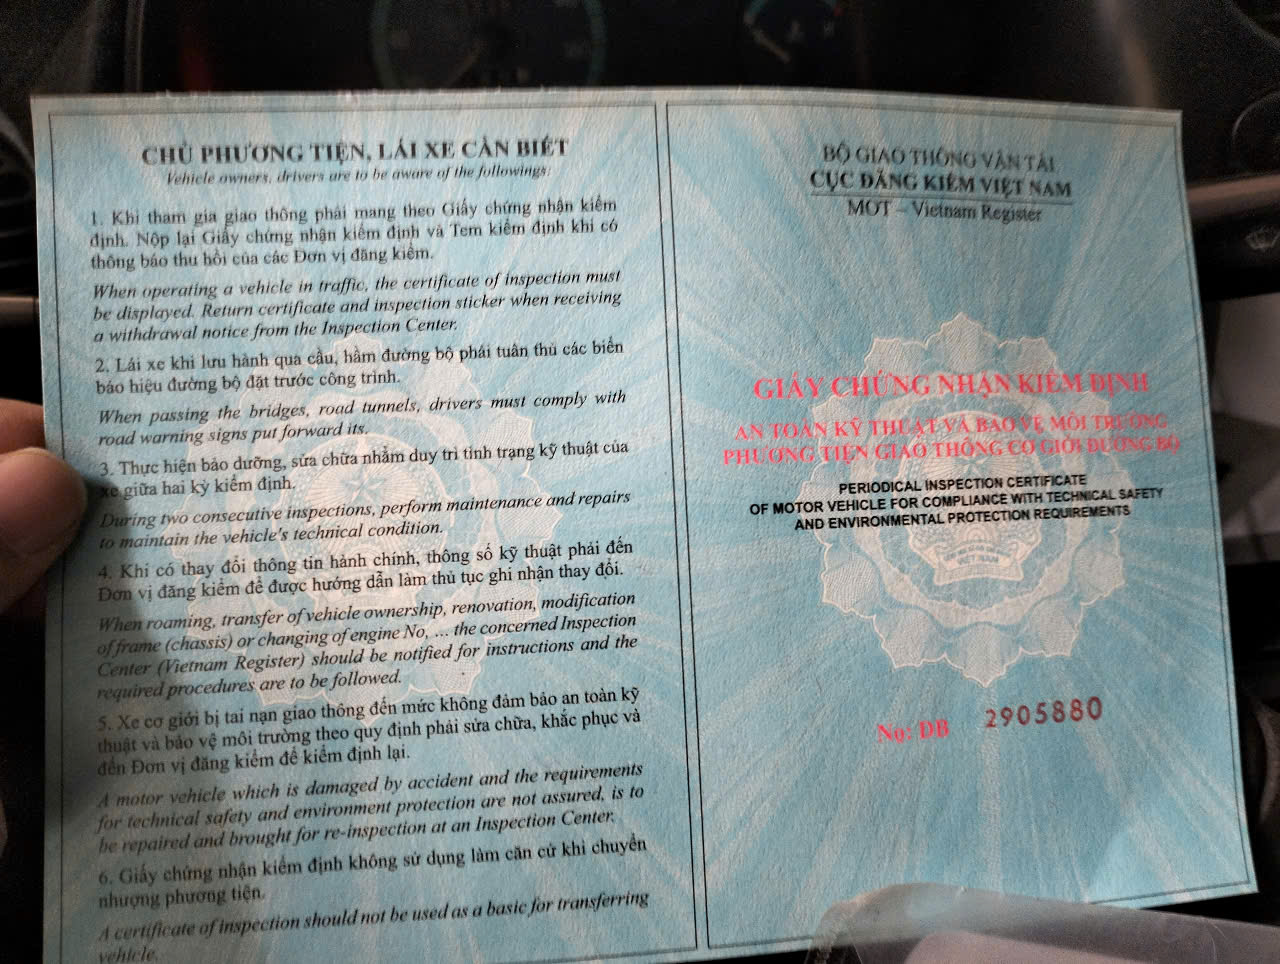 CHỦ PHƯƠNG TIỆN, LÁI XE CẦN BIẾT
Vehicle owners, drivers are to be aware of the followings:
1. Khi tham gia giao thông phải mang theo Giấy chứng nhận kiểm
định. Nộp lại Giấy chứng nhận kiểm định và Tem kiểm định khi có
thông báo thu hồi của các Đơn vị đăng kiểm.
When operating a vehicle in traffic, the certificate of inspection must
be displayed. Return certificate and inspection sticker when receiving
a withdrawal notice from the Inspection Center.
2. Lái xe khi lưu hành qua cầu, hầm đường bộ phải tuân thủ các biển
báo hiệu đường bộ đặt trước công trình.
When passing the bridges, road tunnels, drivers must comply with
road warning signs put forward its.
3. Thực hiện bảo dưỡng, sửa chữa nhằm duy trì tình trạng kỹ thuật của
xe giữa hai kỳ kiểm định.
During two consecutive inspections, perform maintenance and repairs
to maintain the vehicle's technical condition.
4. Khi có thay đổi thông tin hành chính, thông số kỹ thuật phải đến
Đơn vị đăng kiểm để được hướng dẫn làm thủ tục ghi nhận thay đổi.
When roaming, transfer of vehicle ownership, renovation, modification
of frame (chassis) or changing of engine No, ... the concerned Inspection
Center (Vietnam Register) should be notified for instructions and the
required procedures are to be followed.
5. Xe cơ giới bị tai nạn giao thông đến mức không đảm bảo an toàn kỹ
thuật và bảo vệ môi trường theo quy định phải sửa chữa, khắc phục và
đến Đơn vị đăng kiểm để kiểm định lại.
A motor vehicle which is damaged by accident and the requirements
for technical safety and environment protection are not assured, is to
be repaired and brought for re-inspection at an Inspection Center.
6. Giấy chứng nhận kiểm định không sử dụng làm căn cứ khi chuyển
nhượng phương tiện.
A certificate of inspection should not be used as a basic for transferring
vehicle.
BỘ GIAO THÔNG VẬN TẢI
CỤC ĐĂNG KIỂM VIỆT NAM
MOT – Vietnam Register
GIẤY CHỨNG NHẬN KIỂM ĐỊNH
AN TOÀN KỸ THUẬT VÀ BẢO VỆ MÔI TRƯỜNG
PHƯƠNG TIỆN GIAO THÔNG CƠ GIỚI ĐƯỜNG BỘ
PERIODICAL INSPECTION CERTIFICATE
OF MOTOR VEHICLE FOR COMPLIANCE WITH TECHNICAL SAFETY
AND ENVIRONMENTAL PROTECTION REQUIREMENTS
VIETNAM
No: DB 2905880